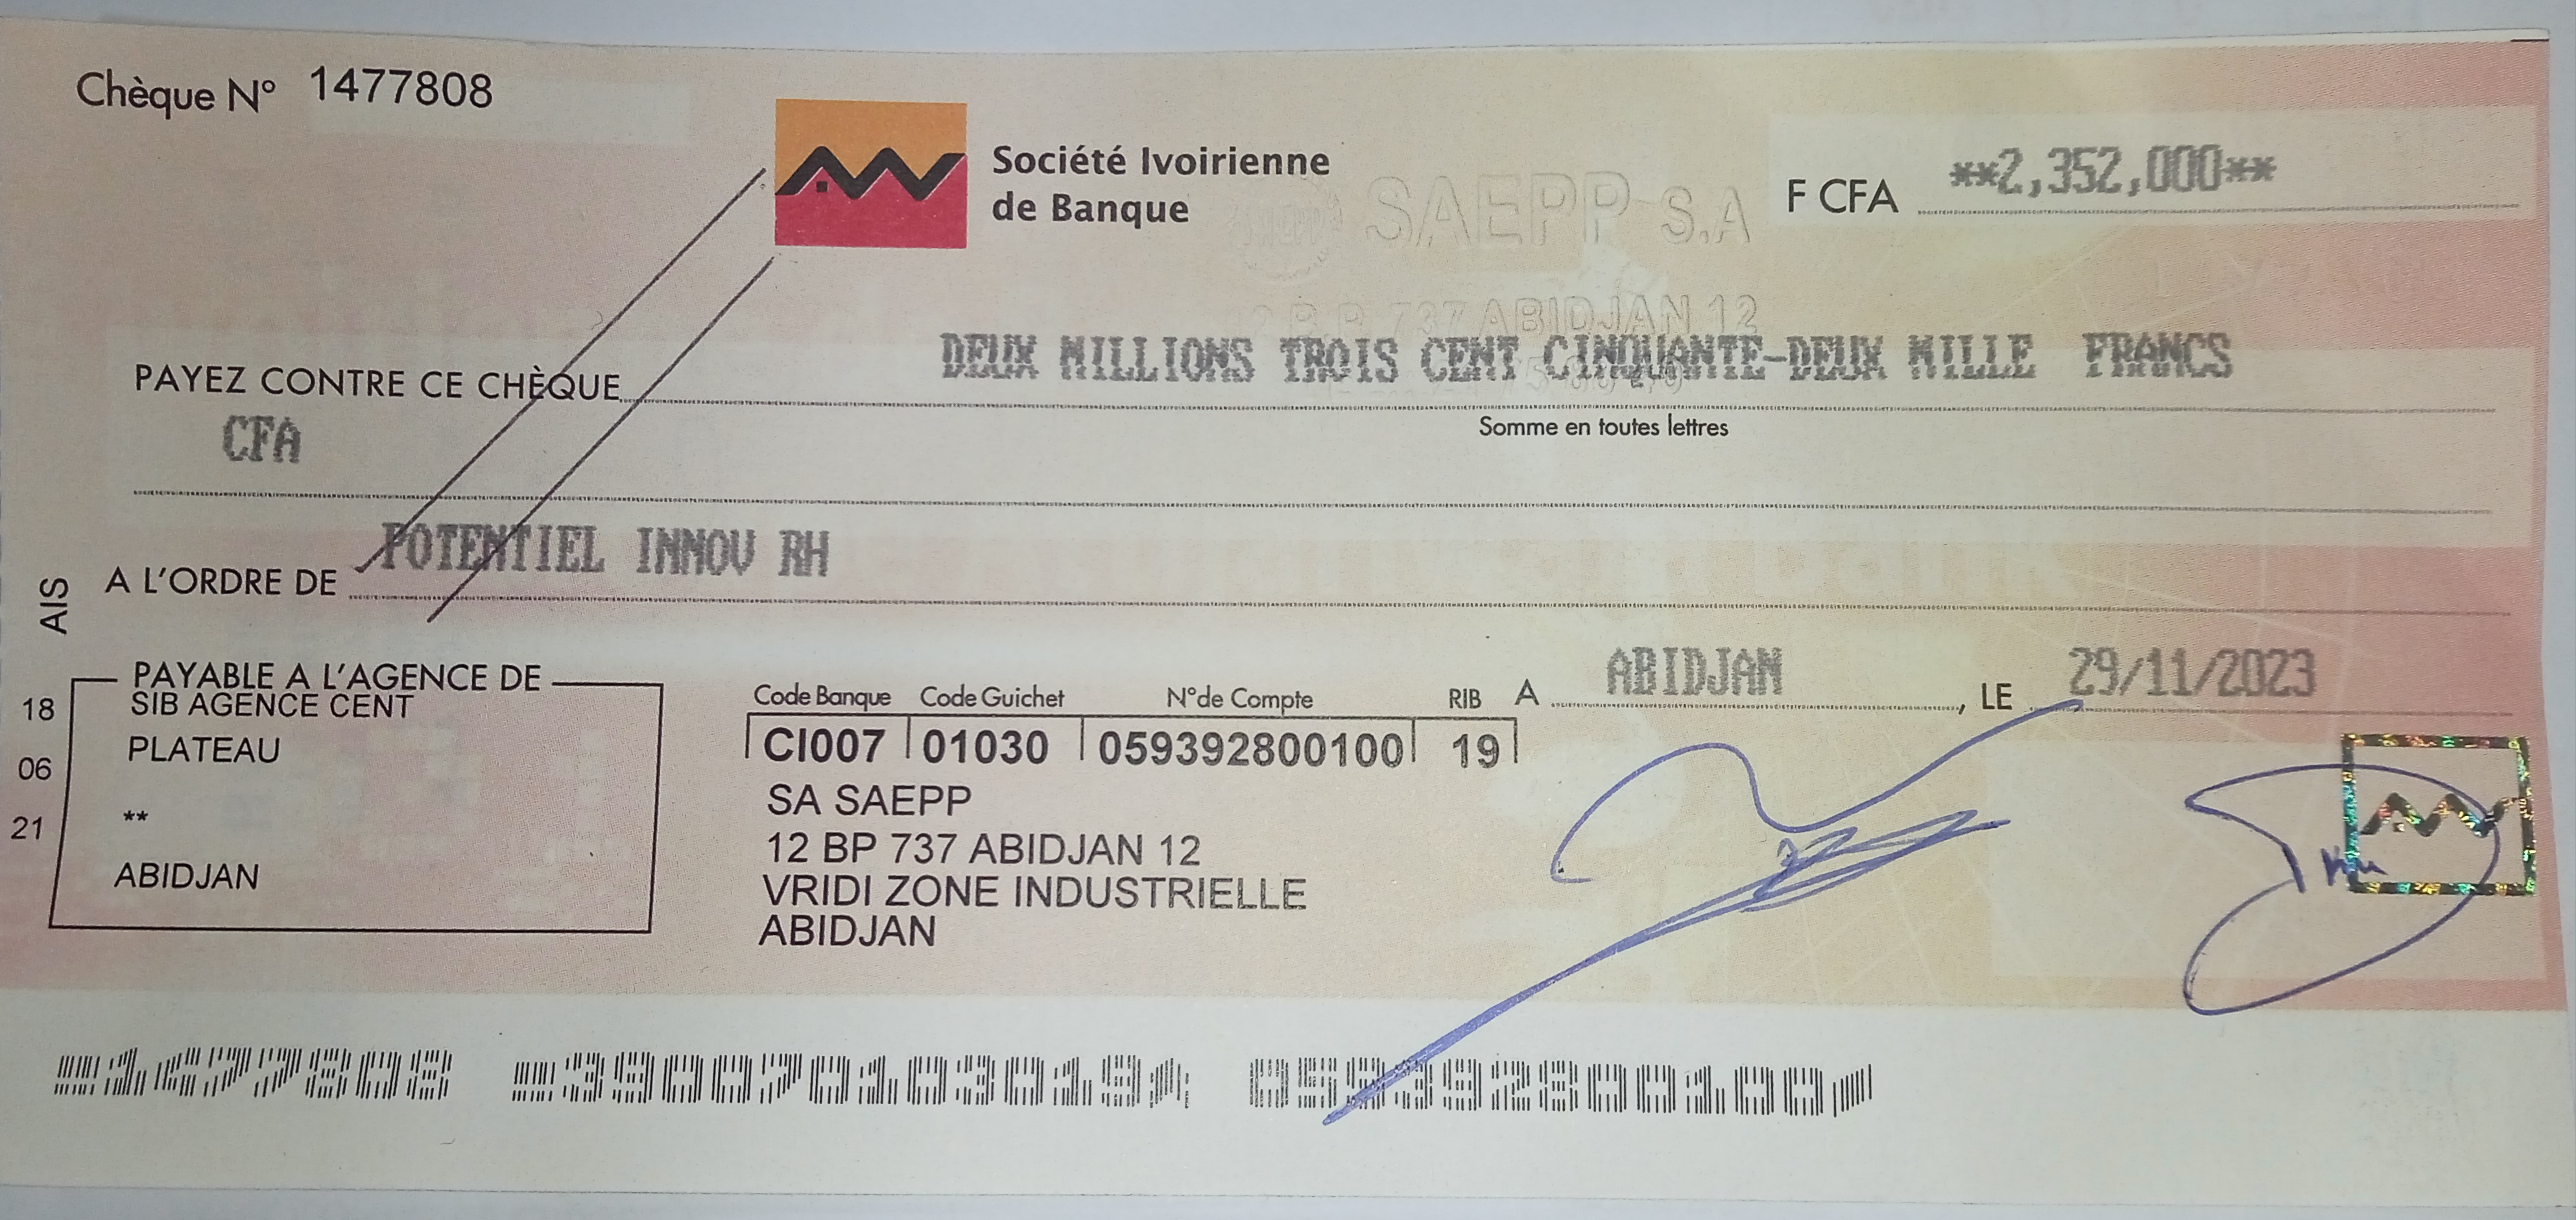 Chèque N° 1477808
Société Ivoirienne
de Banque
SAEPP S.A
F CFA **2,352,000**
12 B.P. 737 ABIDJAN 12
PAYEZ CONTRE CE CHÈQUE DEUX MILLIONS TROIS CENT CINQUANTE-DEUX MILLE FRANCS
Somme en toutes lettres
CFA
A L'ORDRE DE POTENTIEL INNOV RH
AIS
18
06
21
PAYABLE A L'AGENCE DE
SIB AGENCE CENT
PLATEAU
**
ABIDJAN
Code Banque Code Guichet N°de Compte RIB
CI007 01030 059392800100 19
SA SAEPP
12 BP 737 ABIDJAN 12
VRIDI ZONE INDUSTRIELLE
ABIDJAN
A ABIDJAN, LE 29/11/2023
1477808 390070103019 059392800100